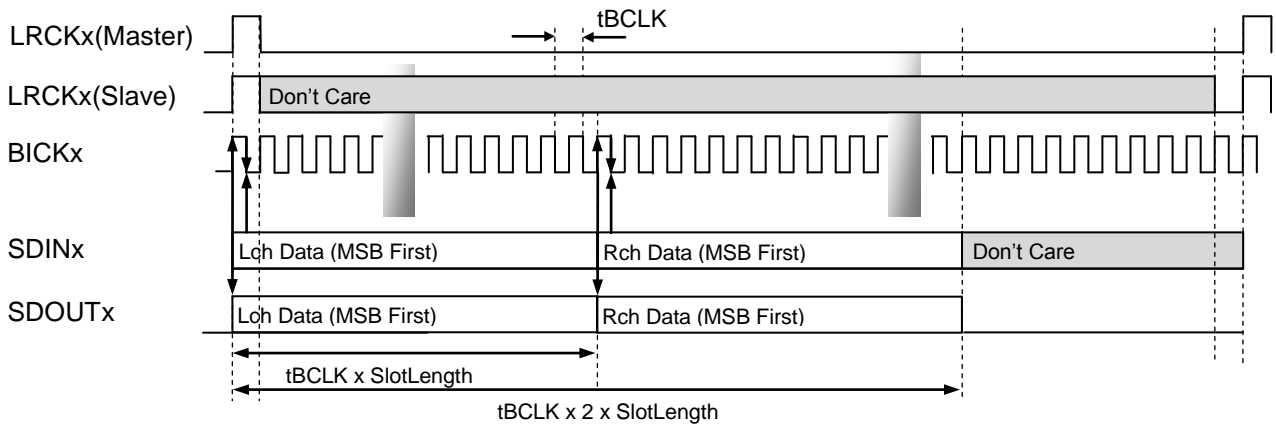 tBCLK
LRCKx(Master)
LRCKx(Slave)
Don't Care
BICKx
SDINx
Lch Data (MSB First)
Rch Data (MSB First)
Don't Care
SDOUTx
Lch Data (MSB First)
Rch Data (MSB First)
tBCLK x SlotLength
tBCLK x 2 x SlotLength